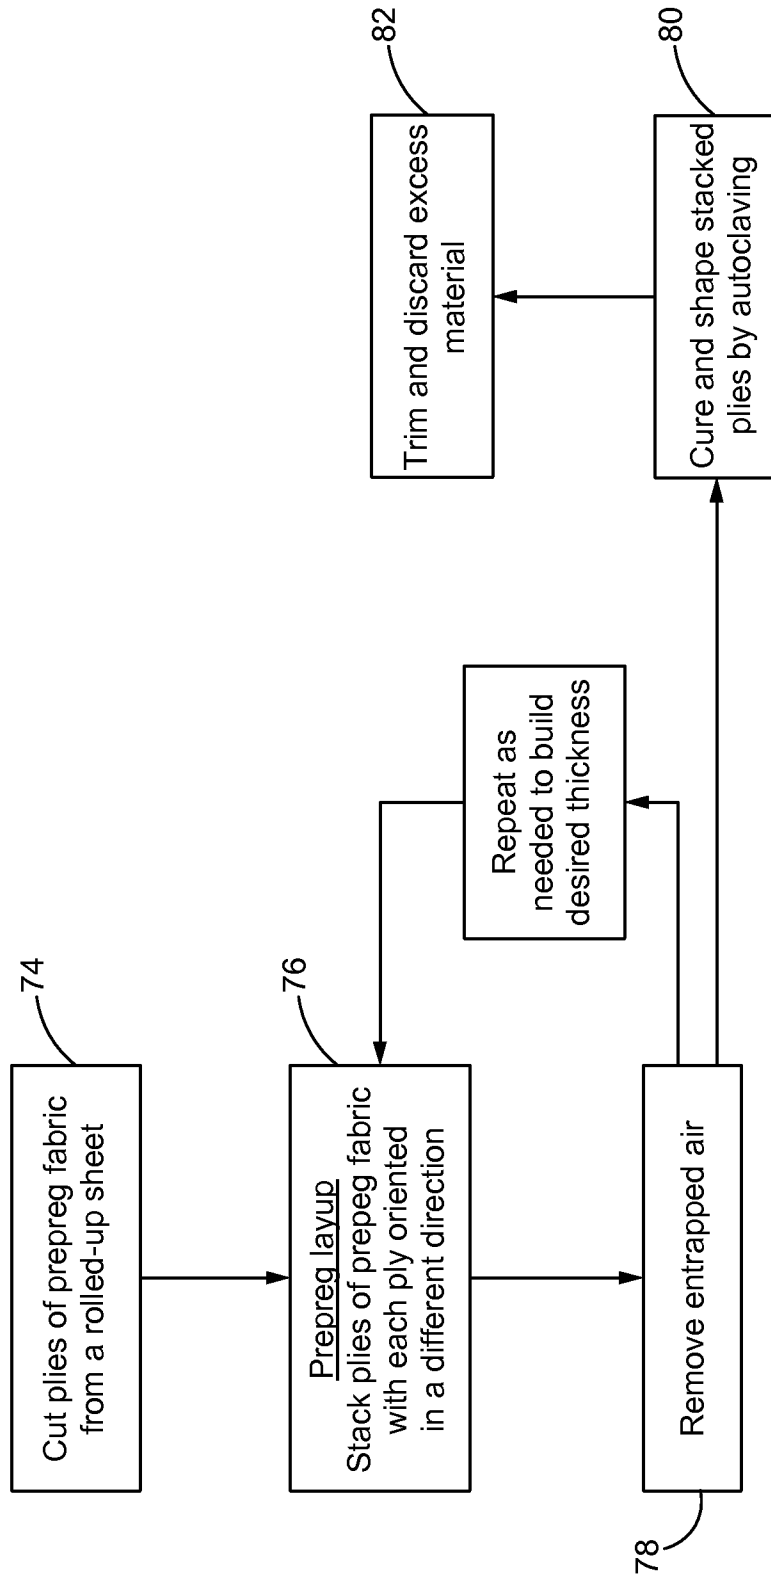 74
Cut plies of prepreg fabric
from a rolled-up sheet
76
Prepreg layup
Stack plies of prepeg fabric
with each ply oriented
in a different direction
Repeat as
needed to build
desired thickness
78
Remove entrapped air
80
Cure and shape stacked
plies by autoclaving
82
Trim and discard excess
material